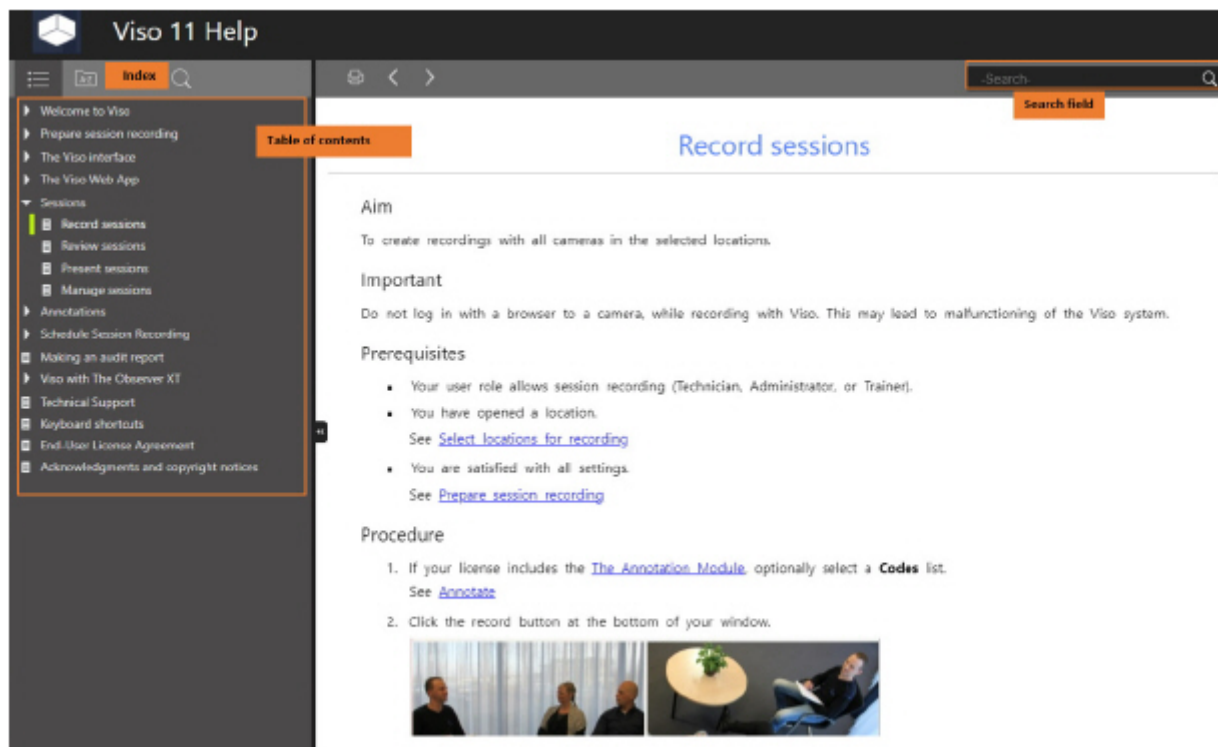 Viso 11 Help
A-Z
Index
-Search-
Search field
Welcome to Viso
Prepare session recording
The Viso interface
The Viso Web App
Sessions
Record sessions
Review sessions
Present sessions
Manage sessions
Annotations
Schedule Session Recording
Making an audit report
Viso with The Observer XT
Technical Support
Keyboard shortcuts
End-User License Agreement
Acknowledgments and copyright notices
Table of contents
Record sessions
Aim
To create recordings with all cameras in the selected locations.
Important
Do not log in with a browser to a camera, while recording with Viso. This may lead to malfunctioning of the Viso system.
Prerequisites
Your user role allows session recording (Technician, Administrator, or Trainer).
You have opened a location.
See Select locations for recording
You are satisfied with all settings.
See Prepare session recording
Procedure
1. If your license includes the The Annotation Module, optionally select a Codes list.
See Annotate
2. Click the record button at the bottom of your window.